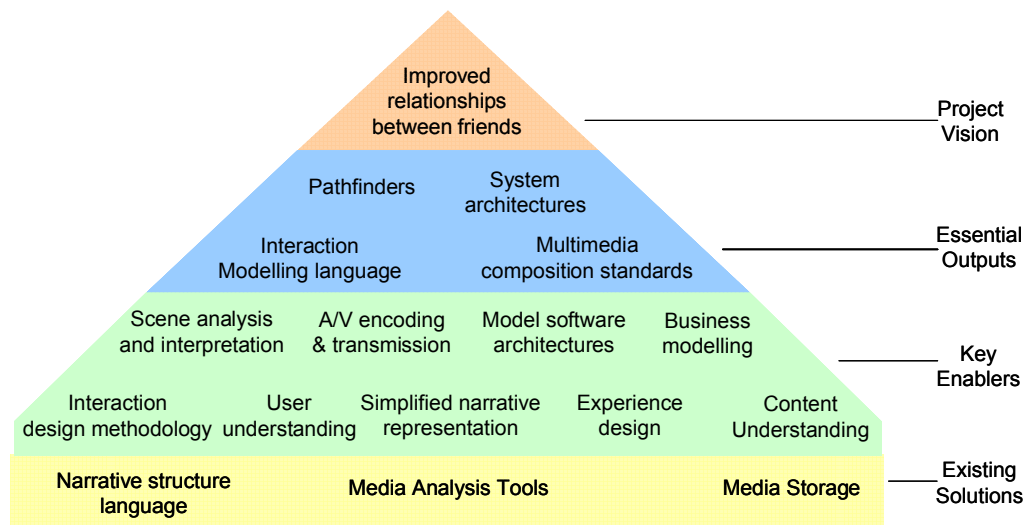 Improved
relationships
between friends
Project
Vision
Pathfinders
System
architectures
Interaction
Modelling language
Multimedia
composition standards
Essential
Outputs
Scene analysis
and interpretation
A/V encoding
& transmission
Model software
architectures
Business
modelling
Key
Enablers
Interaction
design methodology
User
understanding
Simplified narrative
representation
Experience
design
Content
Understanding
Narrative structure
language
Media Analysis Tools
Media Storage
Existing
Solutions